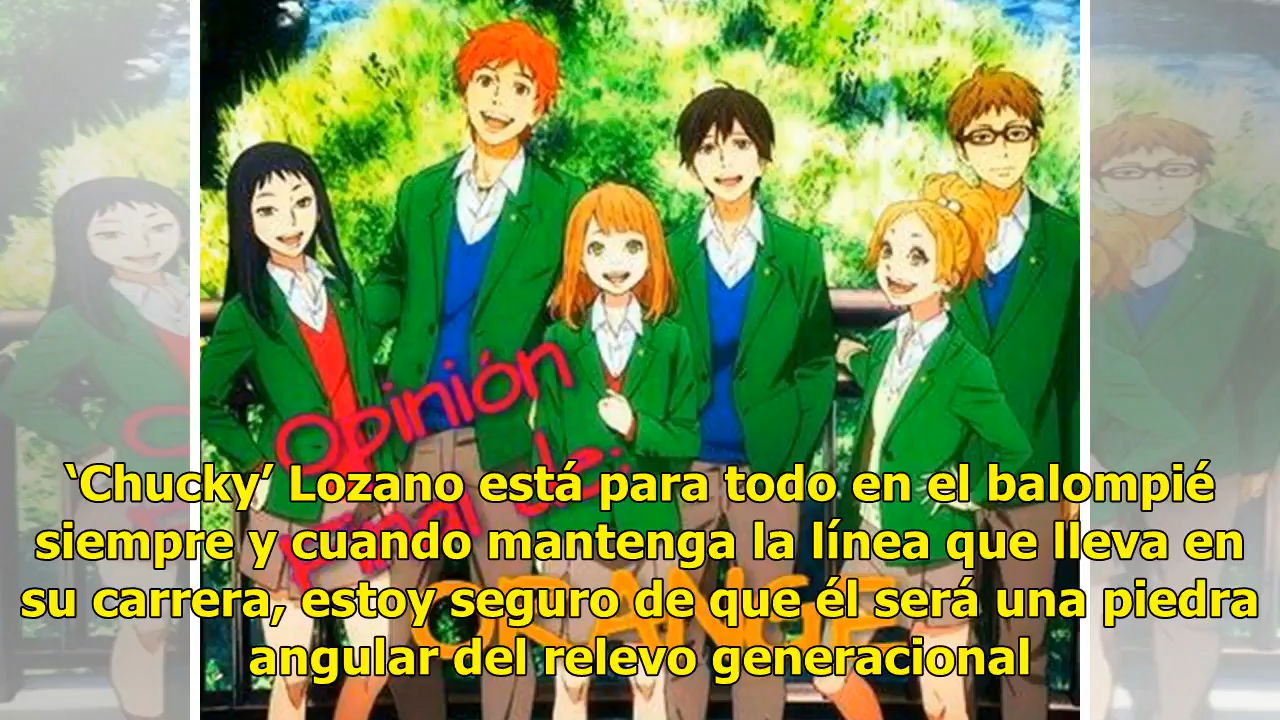 Opinión
Final de:
ORANGE
‘Chucky’ Lozano está para todo en el balompié
siempre y cuando mantenga la línea que lleva en
su carrera, estoy seguro de que él será una piedra
angular del relevo generacional